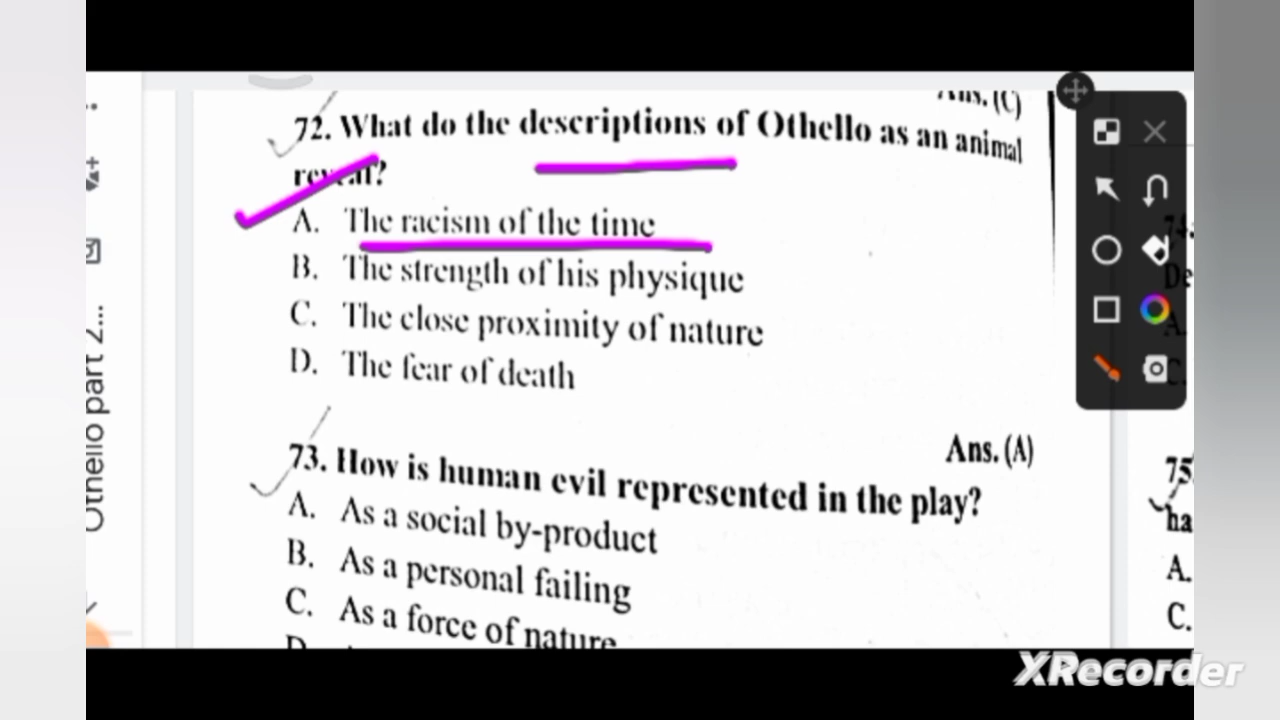 Ans. (C)
72. What do the descriptions of Othello as an animal
reveal?
A. The racism of the time
B. The strength of his physique
C. The close proximity of nature
D. The fear of death
Ans. (A)
73. How is human evil represented in the play?
A. As a social by-product
B. As a personal failing
C. As a force of nature
D.
Othello part 2...
74.
De
A.
C.
75
ha
A.
C.
XRecorder